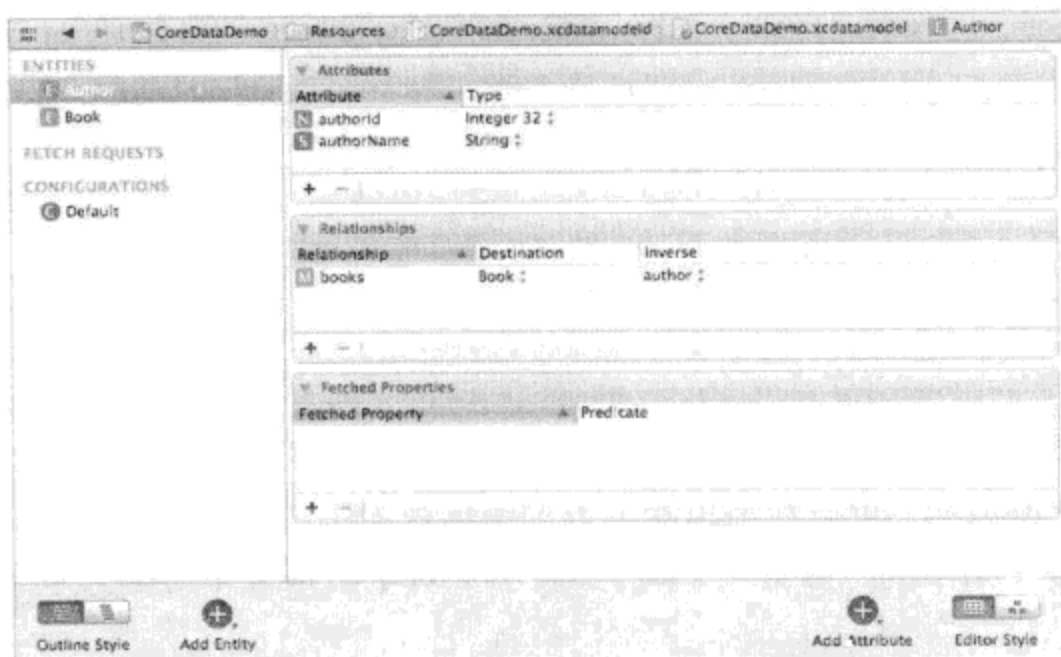 CoreDataDemo Resources CoreDataDemo.xcdatamodeld CoreDataDemo.xcdatamodel Author
ENTITIES
Author
Book
FETCH REQUESTS
CONFIGURATIONS
Default
Attributes
Attribute Type
authorId Integer 32
authorName String
Relationships
Relationship Destination Inverse
books Book author
Fetched Properties
Fetched Property Predicate
Outline Style Add Entity Add Attribute Editor Style